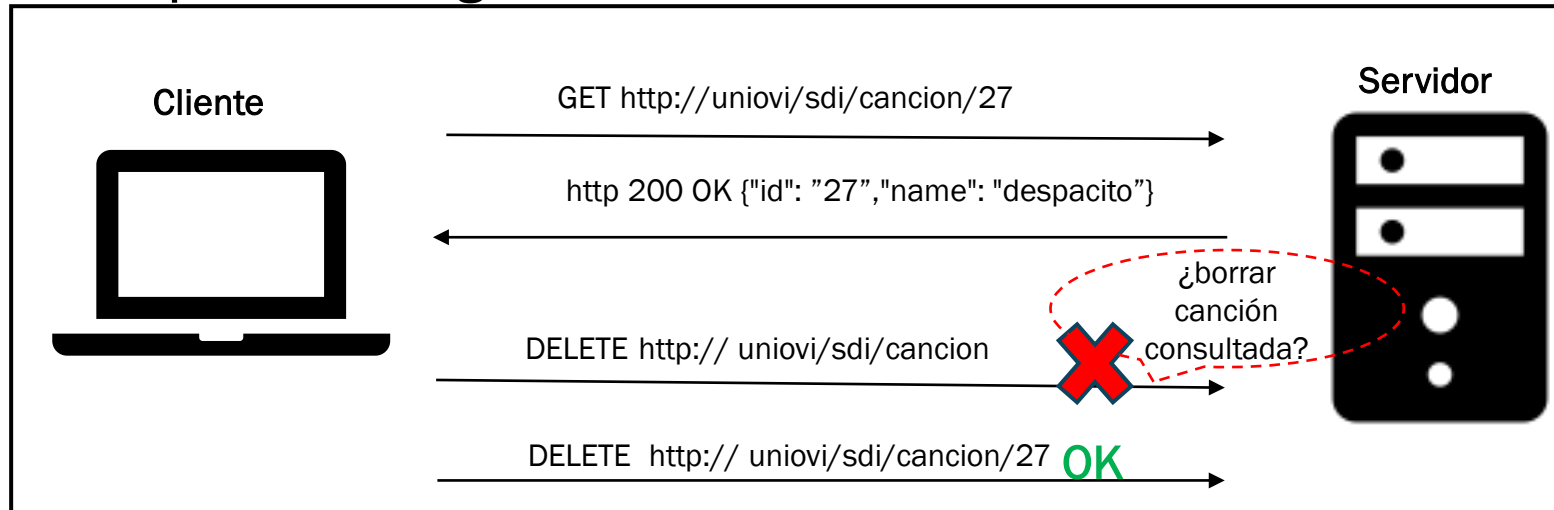 Cliente
Servidor
GET http://uniovi/sdi/cancion/27
http 200 OK {"id": ”27”,"name": "despacito”}
¿borrar
canción
consultada?
DELETE http:// uniovi/sdi/cancion
DELETE  http:// uniovi/sdi/cancion/27 OK